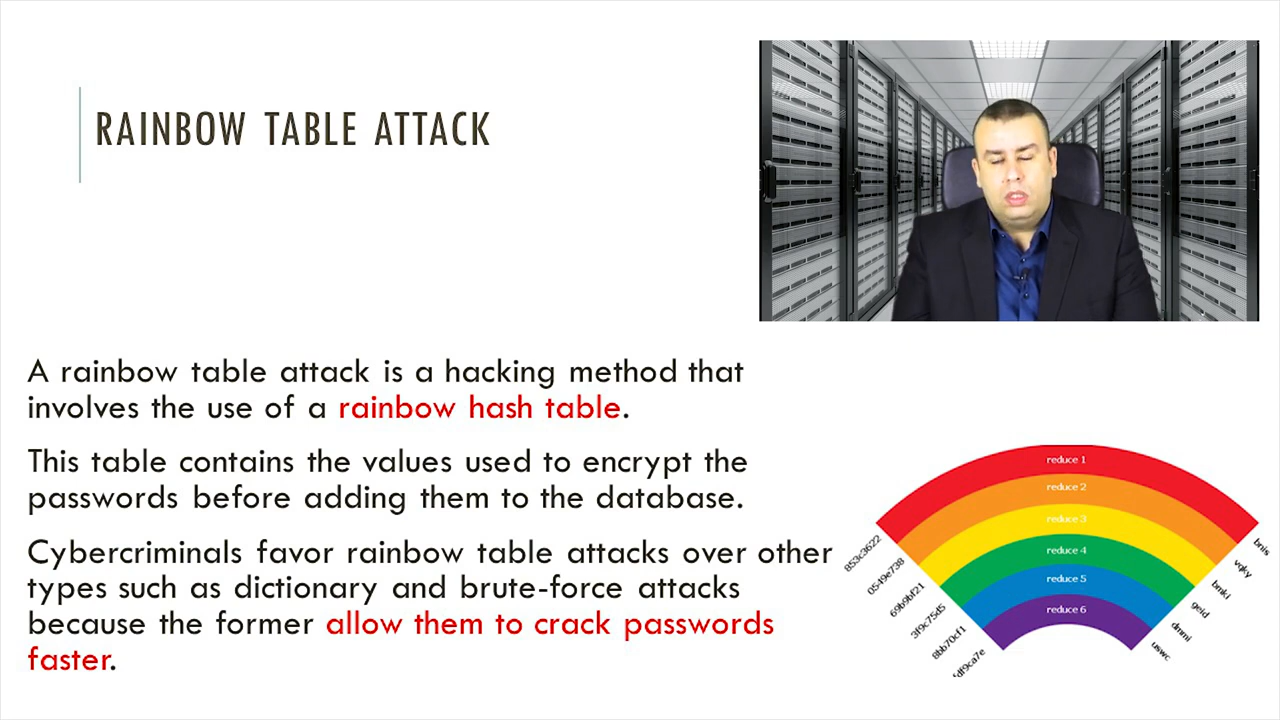 RAINBOW TABLE ATTACK
A rainbow table attack is a hacking method that
involves the use of a rainbow hash table.
This table contains the values used to encrypt the
passwords before adding them to the database.
Cybercriminals favor rainbow table attacks over other
types such as dictionary and brute-force attacks
because the former allow them to crack passwords
faster.
reduce 1
reduce 2
reduce 3
reduce 4
reduce 5
reduce 6
853c3622
0549e738
69b9bf21
3f9c75d5
8bb70cf1
bnis
vqky
bmki
geid
dmmi
uswc